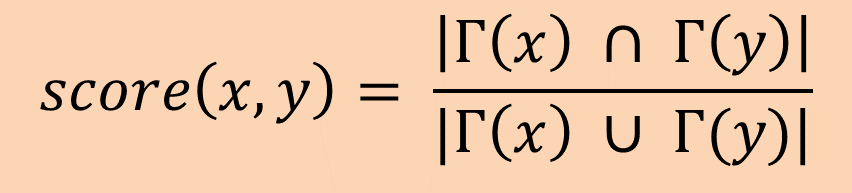 score(x, y) = |Γ(x) ∩ Γ(y)| / |Γ(x) ∪ Γ(y)|